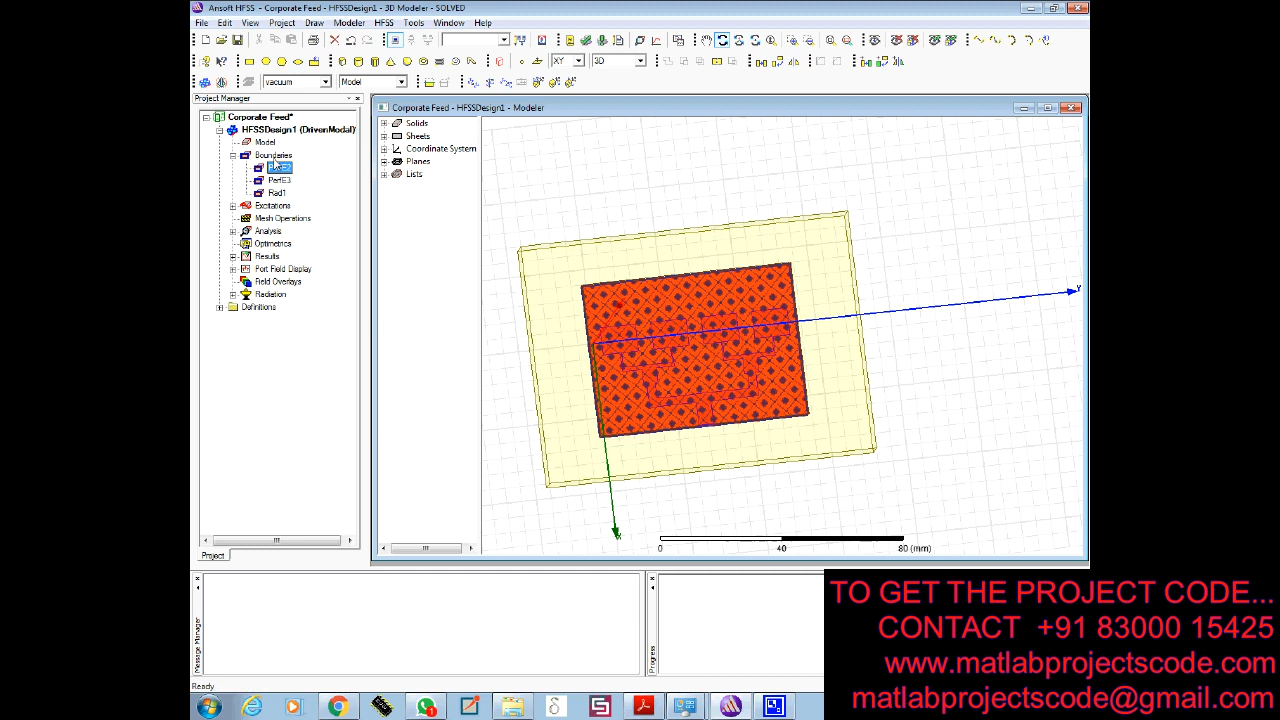 Ansoft HFSS - Corporate Feed - HFSSDesign1 - 3D Modeler - SOLVED
File Edit View Project Draw Modeler HFSS Tools Window Help
XY 3D
vacuum Model
Project Manager
Corporate Feed*
HFSSDesign1 (DrivenModal)
Model
Boundaries
PerfE3
Rad1
Excitations
Mesh Operations
Analysis
Optimetrics
Results
Port Field Display
Field Overlays
Radiation
Definitions
Project
Corporate Feed - HFSSDesign1 - Modeler
Solids
Sheets
Coordinate System
Planes
Lists
Y
X
0 40 80 (mm)
Message Manager
Progress
Ready
TO GET THE PROJECT CODE...
CONTACT +91 83000 15425
www.matlabprojectscode.com
matlabprojectscode@gmail.com